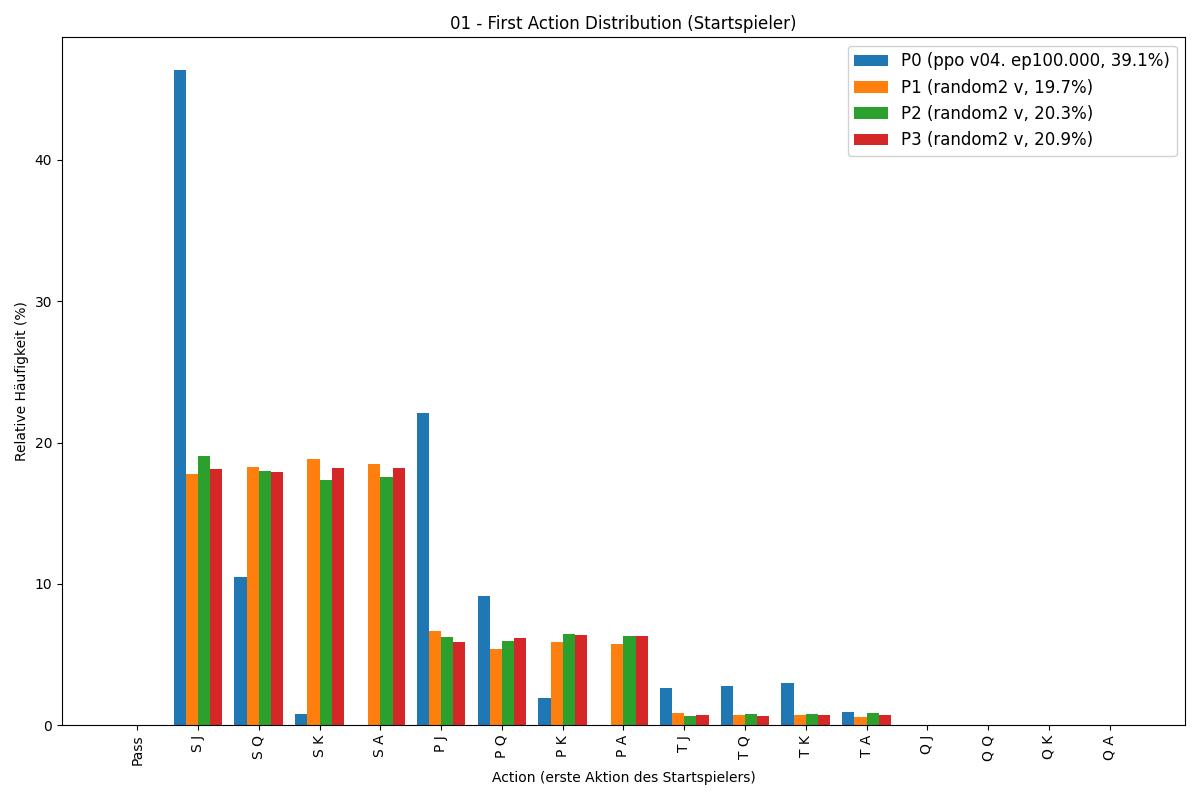 01 - First Action Distribution (Startspieler)
P0 (ppo v04. ep100.000, 39.1%)
P1 (random2 v, 19.7%)
P2 (random2 v, 20.3%)
P3 (random2 v, 20.9%)
Relative Häufigkeit (%)
40
30
20
10
0
Pass
S J
S Q
S K
S A
P J
P Q
P K
P A
T J
T Q
T K
T A
Q J
Q Q
Q K
Q A
Action (erste Aktion des Startspielers)